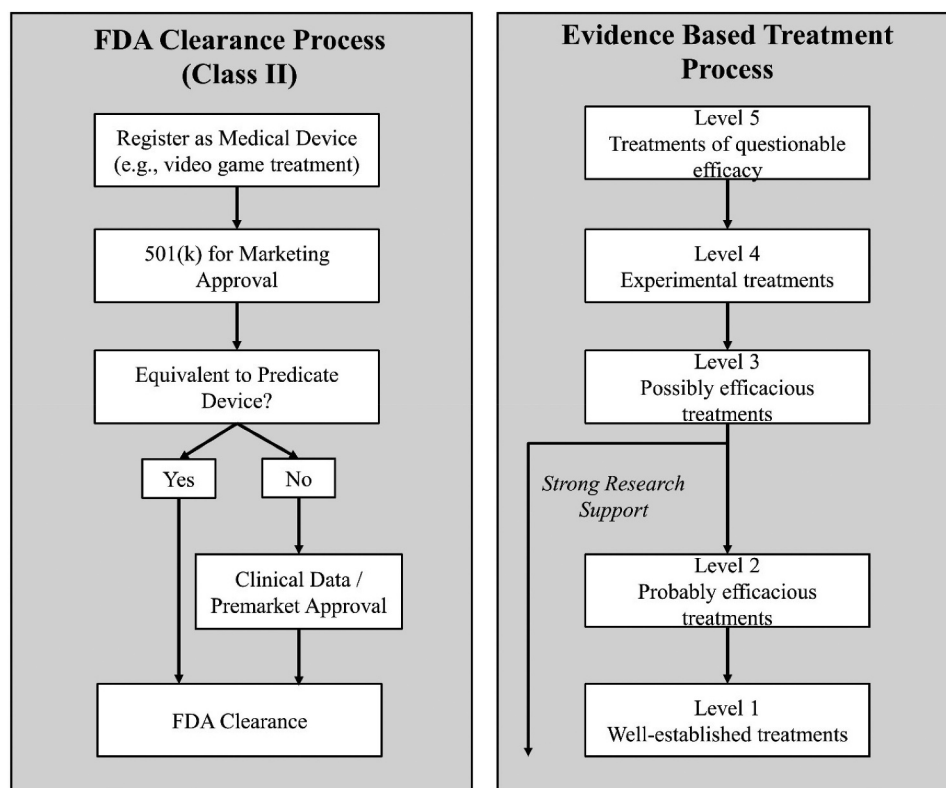 FDA Clearance Process
(Class II)
Register as Medical Device
(e.g., video game treatment)
501(k) for Marketing
Approval
Equivalent to Predicate
Device?
Yes
No
Clinical Data /
Premarket Approval
FDA Clearance
Evidence Based Treatment
Process
Level 5
Treatments of questionable
efficacy
Level 4
Experimental treatments
Level 3
Possibly efficacious
treatments
Strong Research
Support
Level 2
Probably efficacious
treatments
Level 1
Well-established treatments